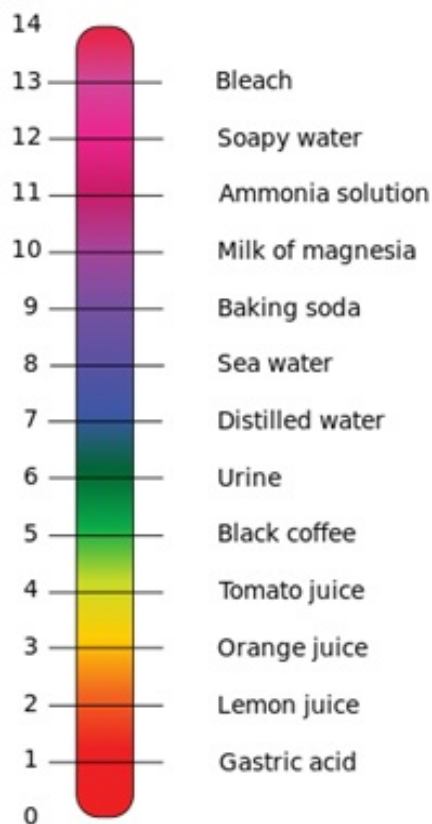 14
13 Bleach
12 Soapy water
11 Ammonia solution
10 Milk of magnesia
9 Baking soda
8 Sea water
7 Distilled water
6 Urine
5 Black coffee
4 Tomato juice
3 Orange juice
2 Lemon juice
1 Gastric acid
0